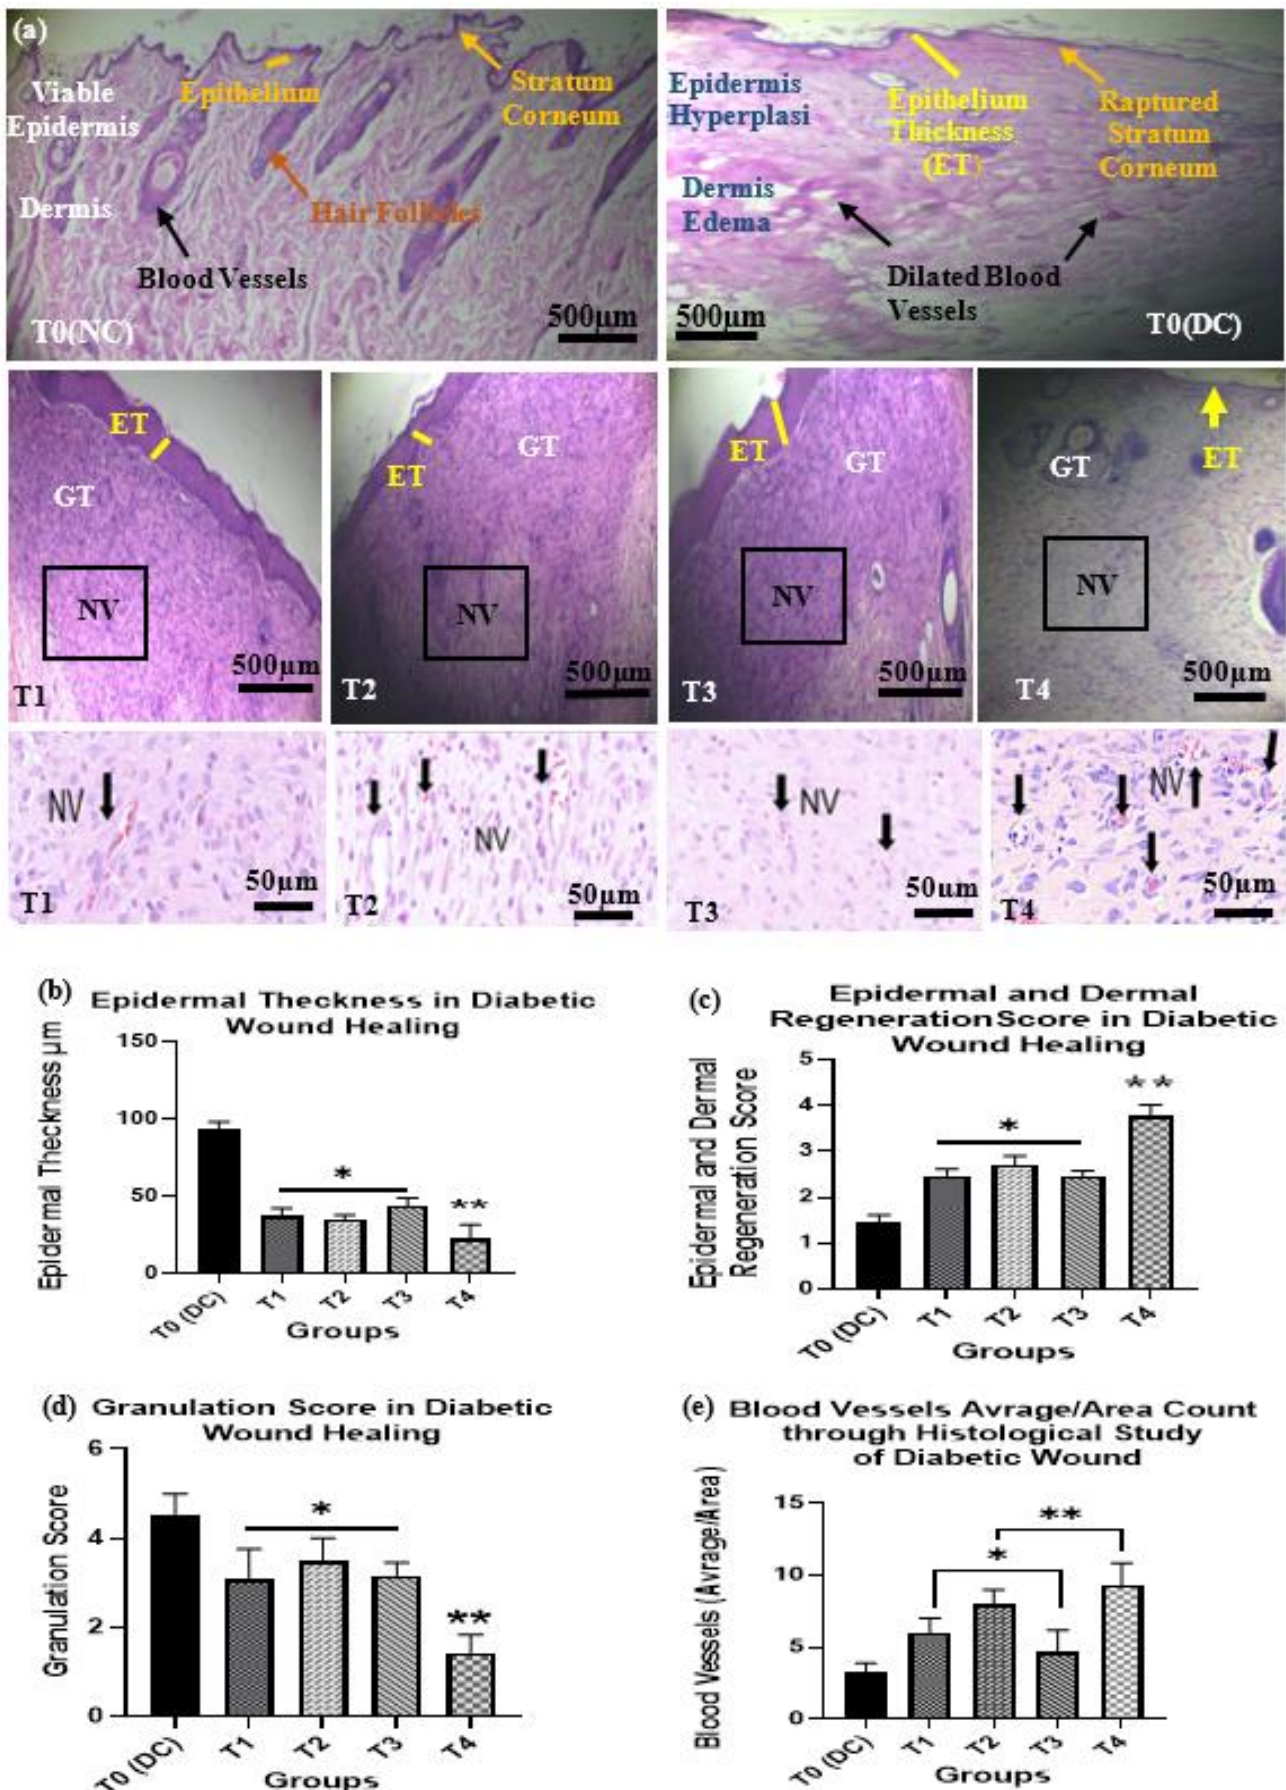 (a)
Viable
Epidermis
Epithelium
Stratum
Corneum
Dermis
Hair Follules
Blood Vessels
T0(NC)
500µm
Epidermis
Hyperplasi
Epithelium
Thickness
(ET)
Raptured
Stratum
Corneum
Dermis
Edema
Dilated Blood
Vessels
500µm
T0(DC)
ET
GT
NV
500µm
T1
GT
ET
NV
500µm
T2
ET
GT
NV
500µm
T3
GT
ET
NV
500µm
T4
NV
50µm
T1
NV
50µm
T2
NV
50µm
T3
NV
50µm
T4
(b) Epidermal Theckness in Diabetic
Wound Healing
Epidermal Theckness µm
150
100
50
0
*
**
T0 (DC)
T1
T2
T3
T4
Groups
(c) Epidermal and Dermal
Regeneration Score in Diabetic
Wound Healing
Epidermal and Dermal
Regeneration Score
5
4
3
2
1
0
*
**
T0 (DC)
T1
T2
T3
T4
Groups
(d) Granulation Score in Diabetic
Wound Healing
Granulation Score
6
4
2
0
*
**
T0 (DC)
T1
T2
T3
T4
Groups
(e) Blood Vessels Avrage/Area Count
through Histological Study
of Diabetic Wound
Blood Vessels (Avrage/Area)
15
10
5
0
*
**
T0 (DC)
T1
T2
T3
T4
Groups